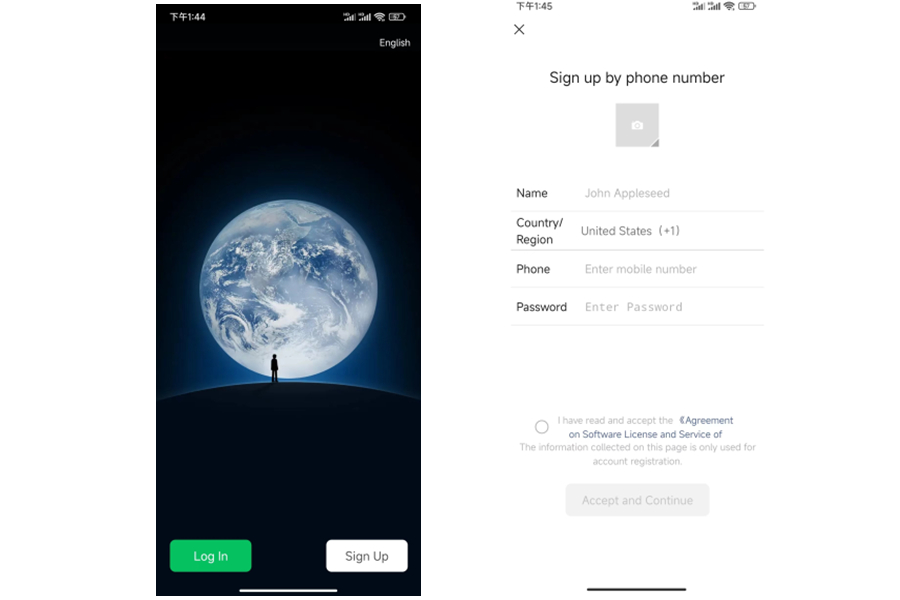 下午1:44
English
Log In
Sign Up
下午1:45
Sign up by phone number
Name John Appleseed
Country/
Region United States (+1)
Phone Enter mobile number
Password Enter Password
I have read and accept the 《Agreement
on Software License and Service of
The information collected on this page is only used for
account registration.
Accept and Continue